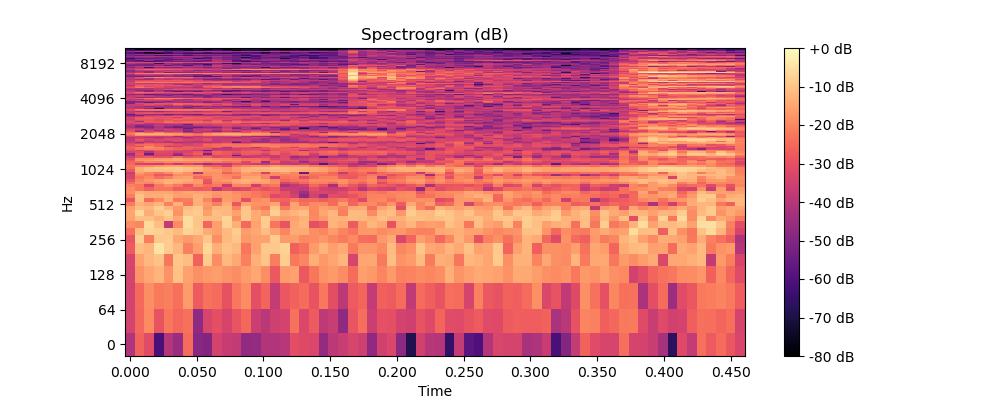 Spectrogram (dB)
8192
4096
2048
1024
512
256
128
64
0
Hz
0.000 0.050 0.100 0.150 0.200 0.250 0.300 0.350 0.400 0.450
Time
+0 dB
-10 dB
-20 dB
-30 dB
-40 dB
-50 dB
-60 dB
-70 dB
-80 dB